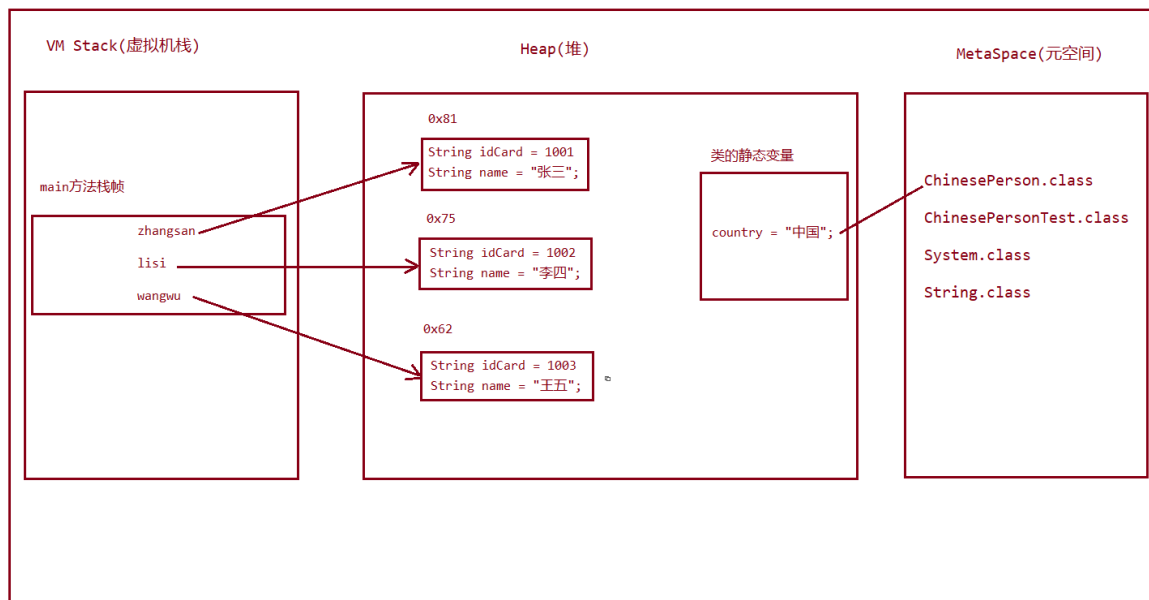 VM Stack(虚拟机栈)
Heap(堆)
MetaSpace(元空间)
main方法栈帧
zhangsan
lisi
wangwu
0x81
String idCard = 1001
String name = "张三";
0x75
String idCard = 1002
String name = "李四";
0x62
String idCard = 1003
String name = "王五";
类的静态变量
country = "中国";
ChinesePerson.class
ChinesePersonTest.class
System.class
String.class